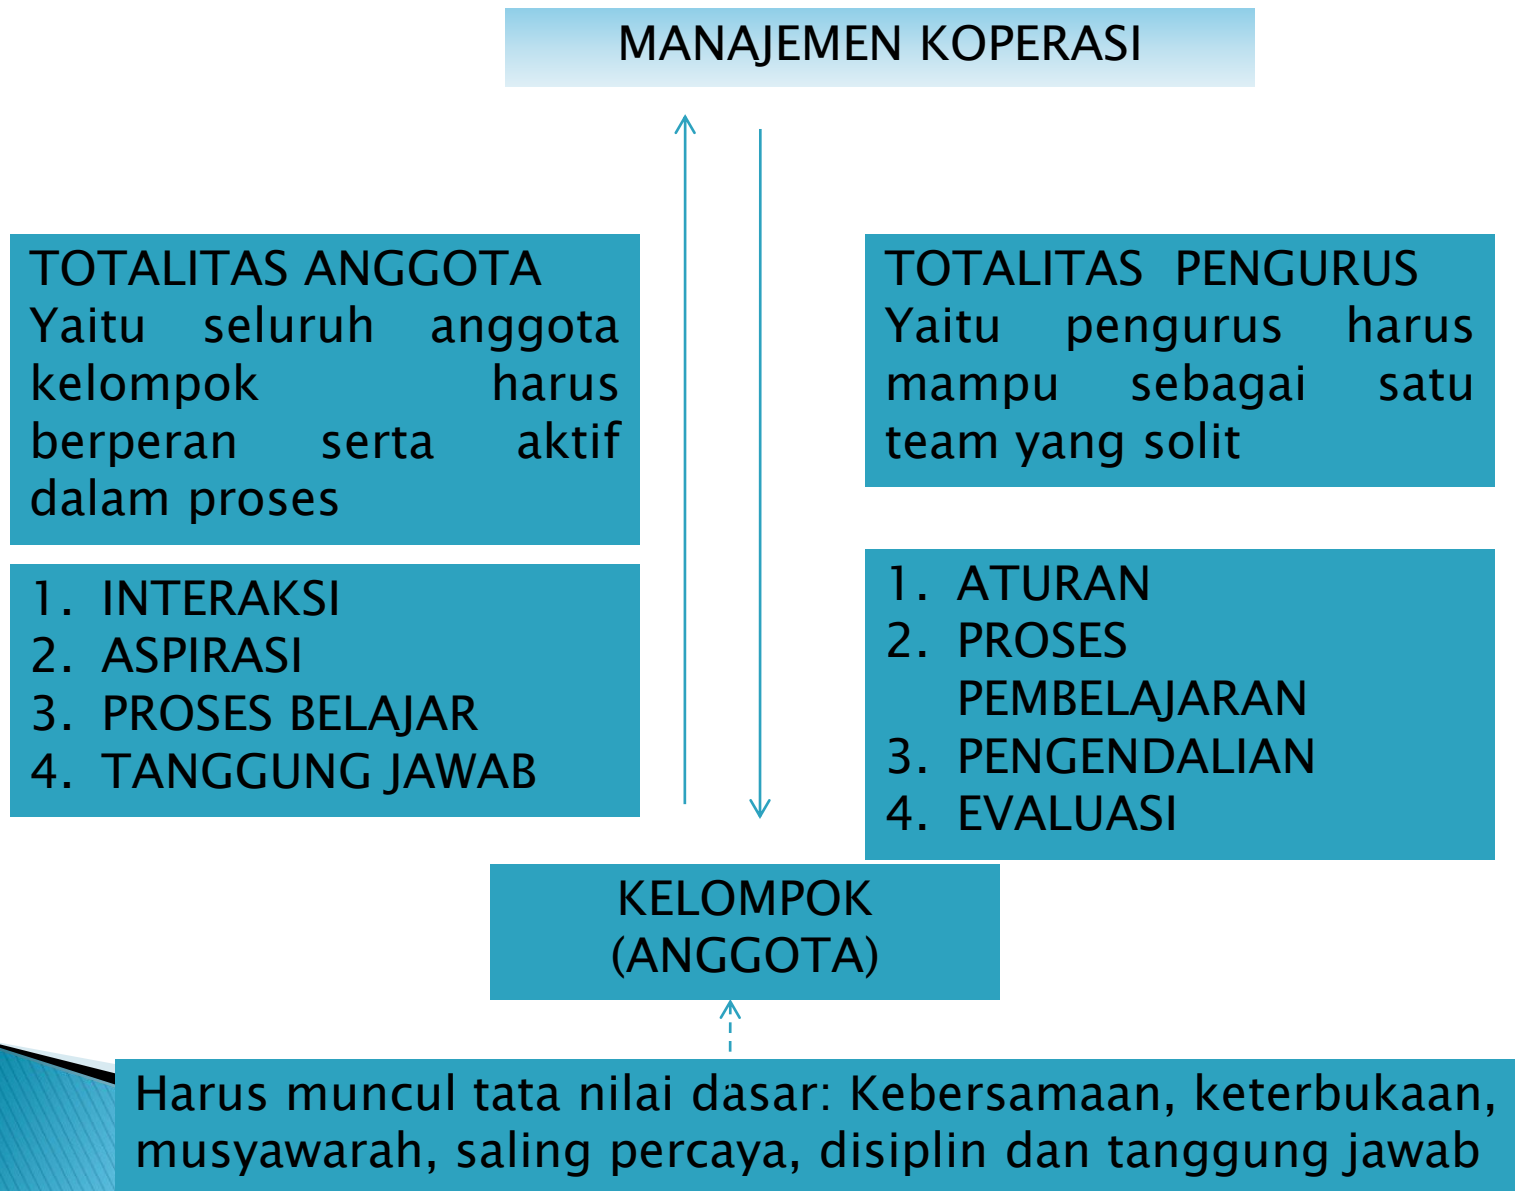 MANAJEMEN KOPERASI
TOTALITAS ANGGOTA
Yaitu seluruh anggota
kelompok harus
berperan serta aktif
dalam proses
1. INTERAKSI
2. ASPIRASI
3. PROSES BELAJAR
4. TANGGUNG JAWAB
TOTALITAS PENGURUS
Yaitu pengurus harus
mampu sebagai satu
team yang solit
1. ATURAN
2. PROSES
PEMBELAJARAN
3. PENGENDALIAN
4. EVALUASI
KELOMPOK
(ANGGOTA)
Harus muncul tata nilai dasar: Kebersamaan, keterbukaan,
musyawarah, saling percaya, disiplin dan tanggung jawab